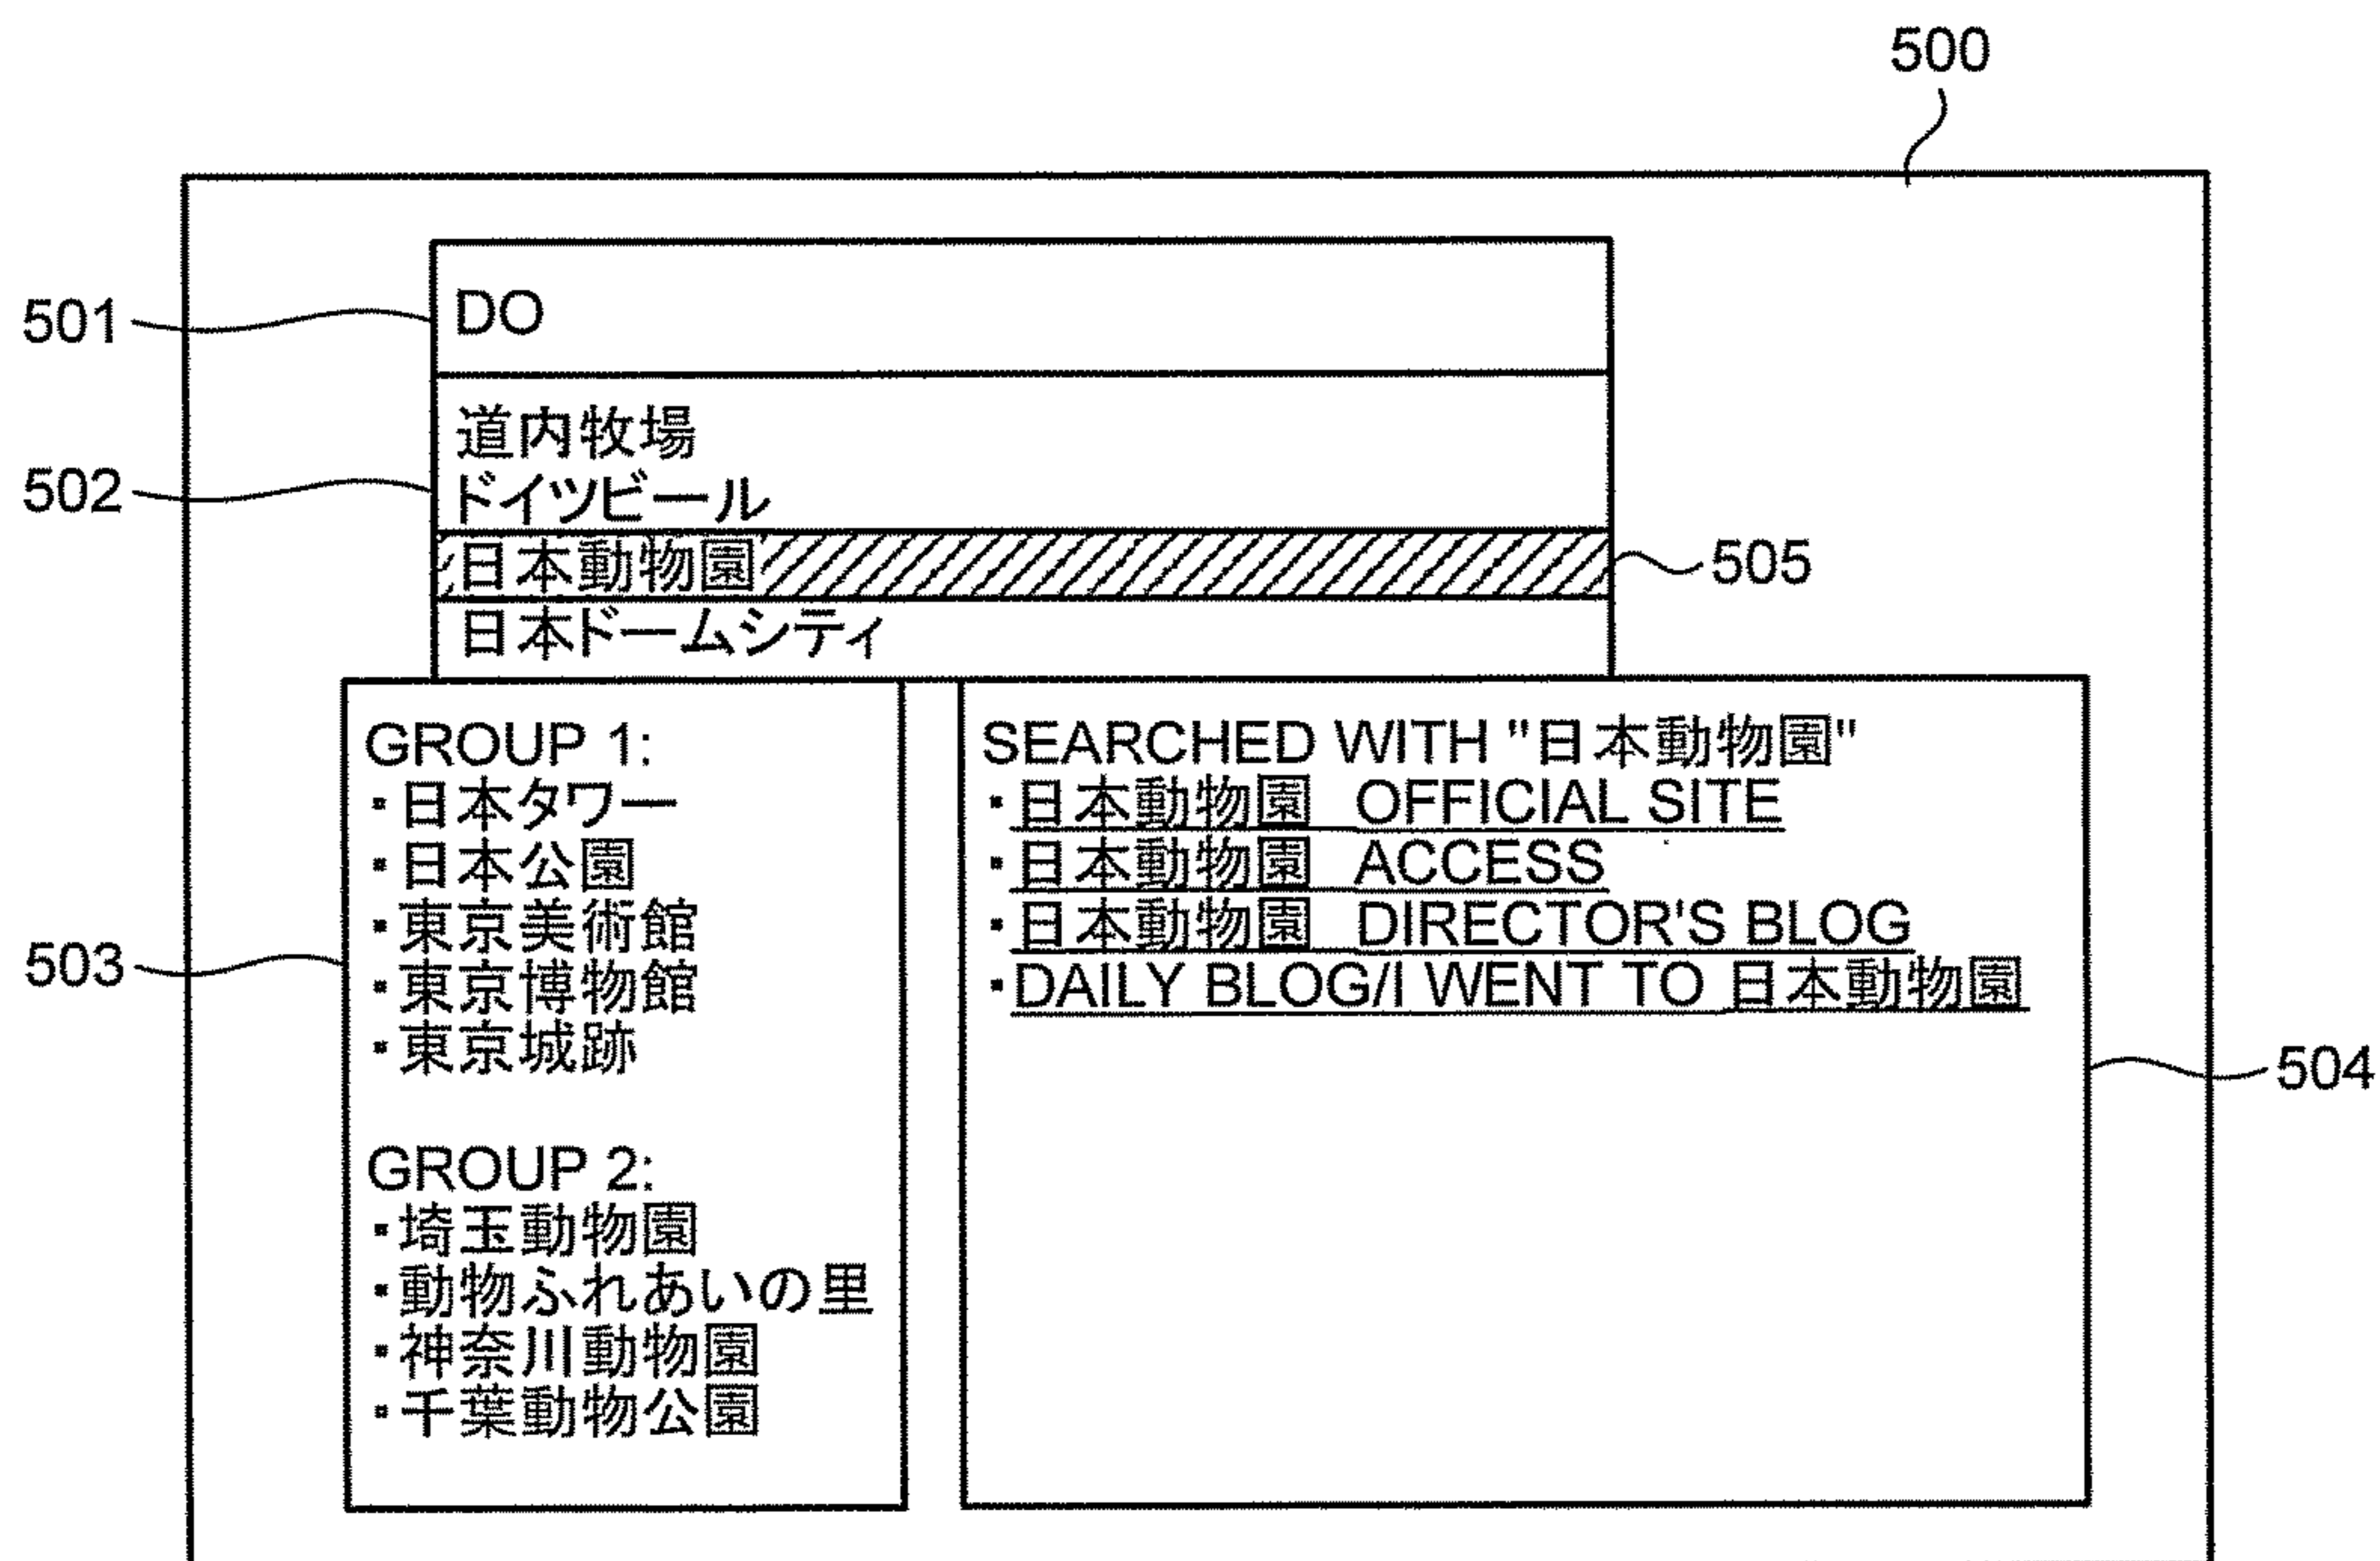 500
501
DO
道内牧場
502
ドイツビール
日本動物園
505
日本ドームシティ
GROUP 1:
・日本タワー
・日本公園
・東京美術館
・東京博物館
・東京城跡
503
GROUP 2:
・埼玉動物園
・動物ふれあいの里
・神奈川動物園
・千葉動物公園
SEARCHED WITH "日本動物園"
・日本動物園 OFFICIAL SITE
・日本動物園 ACCESS
・日本動物園 DIRECTOR'S BLOG
・DAILY BLOG/I WENT TO 日本動物園
504